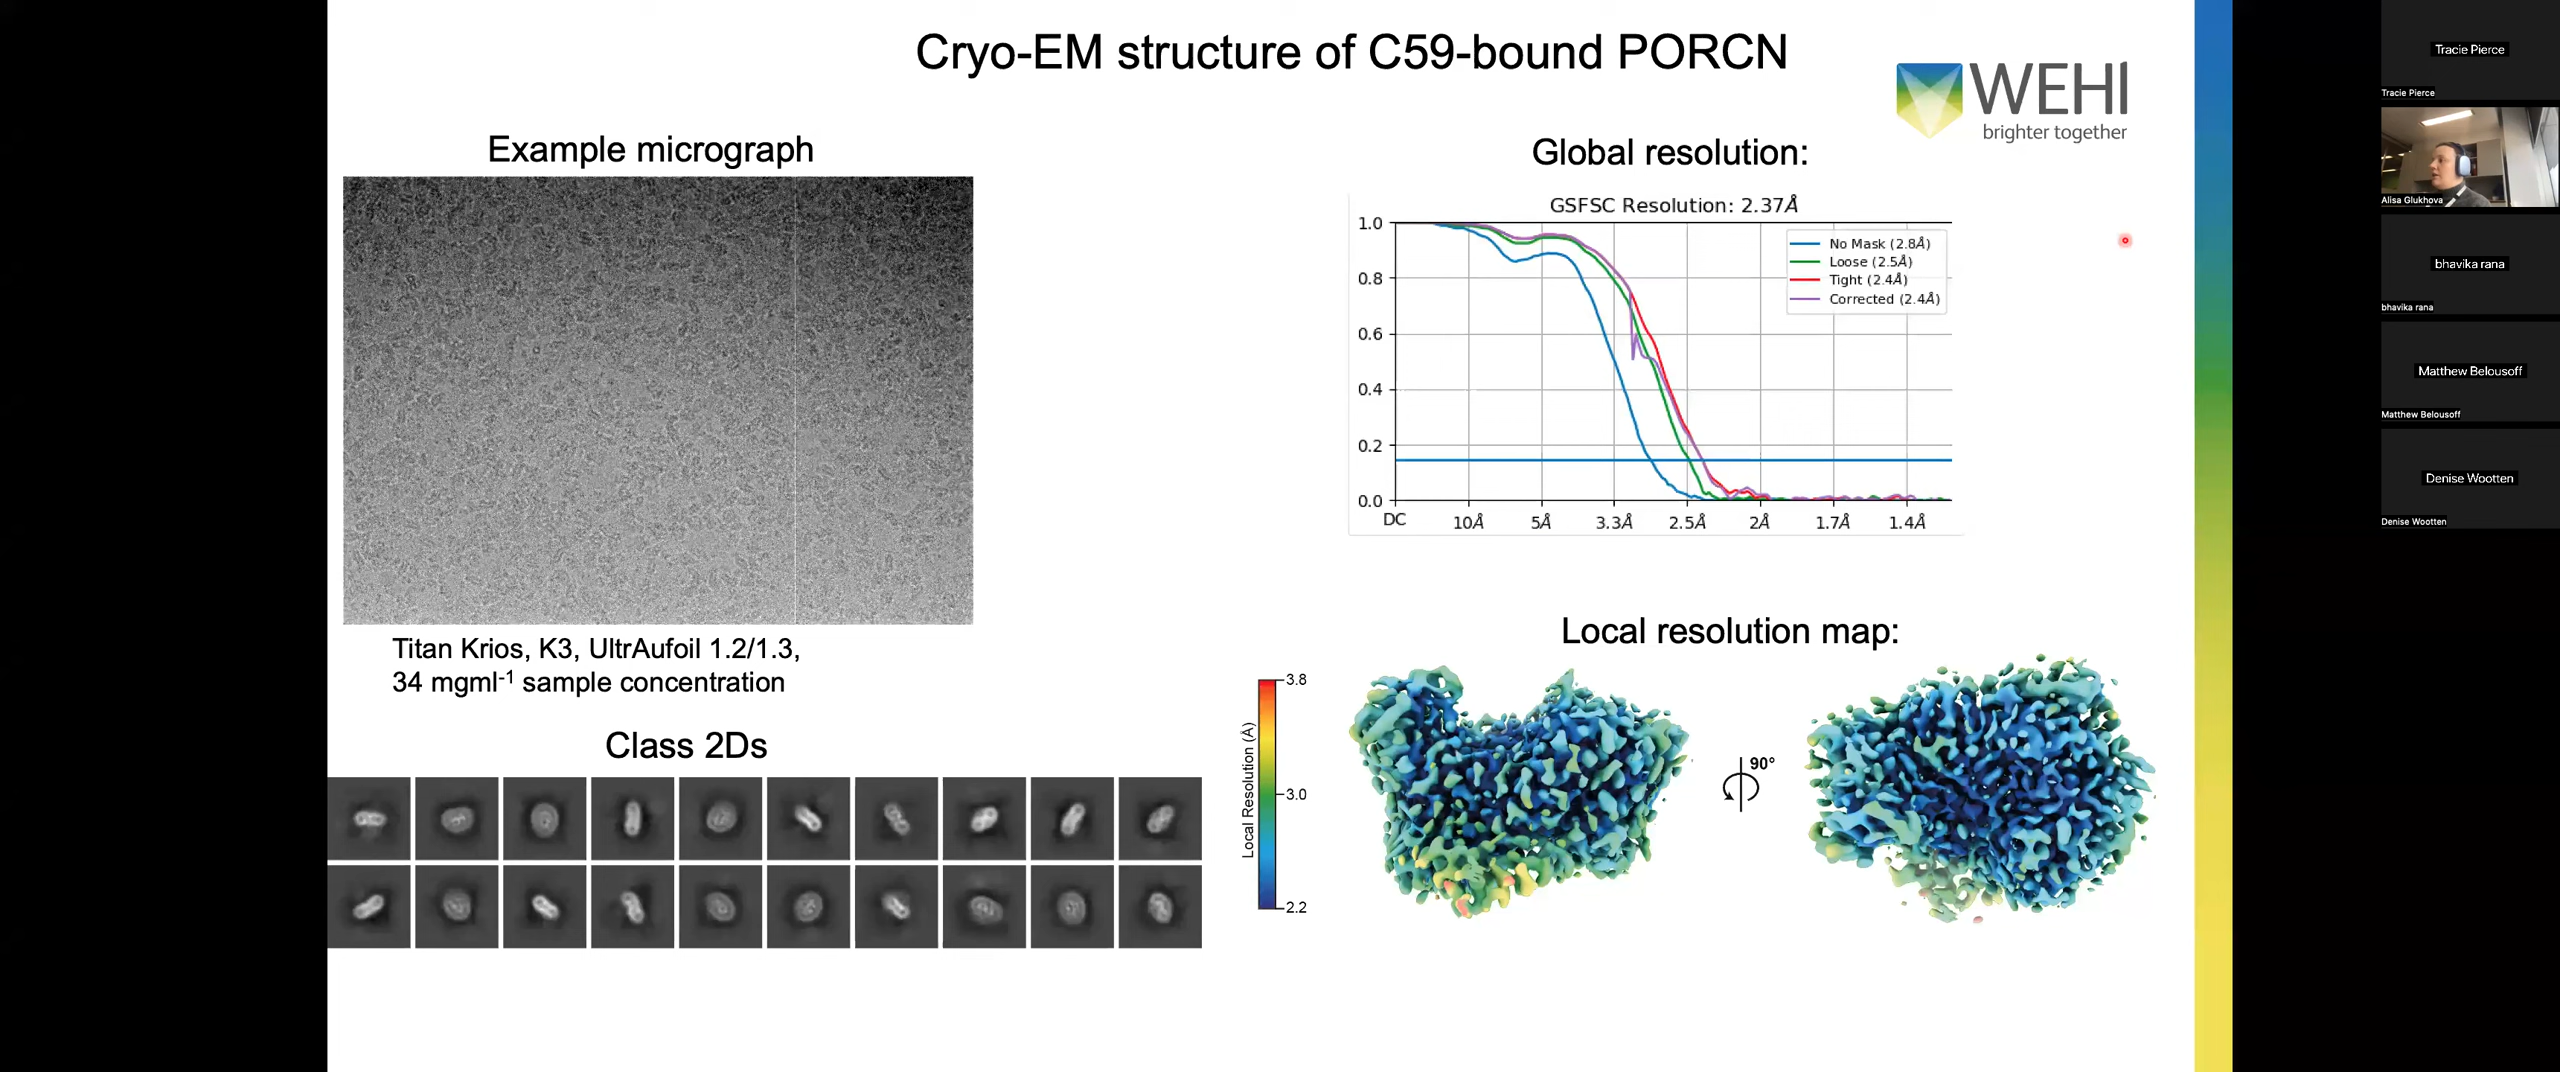 Cryo-EM structure of C59-bound PORCN
WEHI
brighter together
Example micrograph
Titan Krios, K3, UltrAufoil 1.2/1.3,
34 mgml⁻¹ sample concentration
Class 2Ds
Global resolution:
GSFSC Resolution: 2.37Å
1.0
0.8
0.6
0.4
0.2
0.0
No Mask (2.8Å)
Loose (2.5Å)
Tight (2.4Å)
Corrected (2.4Å)
DC 10Å 5Å 3.3Å 2.5Å 2Å 1.7Å 1.4Å
Local resolution map:
Local Resolution (Å)
3.8
3.0
2.2
90°
Tracie Pierce
Tracie Pierce
Alisa Glukhova
bhavika rana
bhavika rana
Matthew Belousoff
Matthew Belousoff
Denise Wootten
Denise Wootten